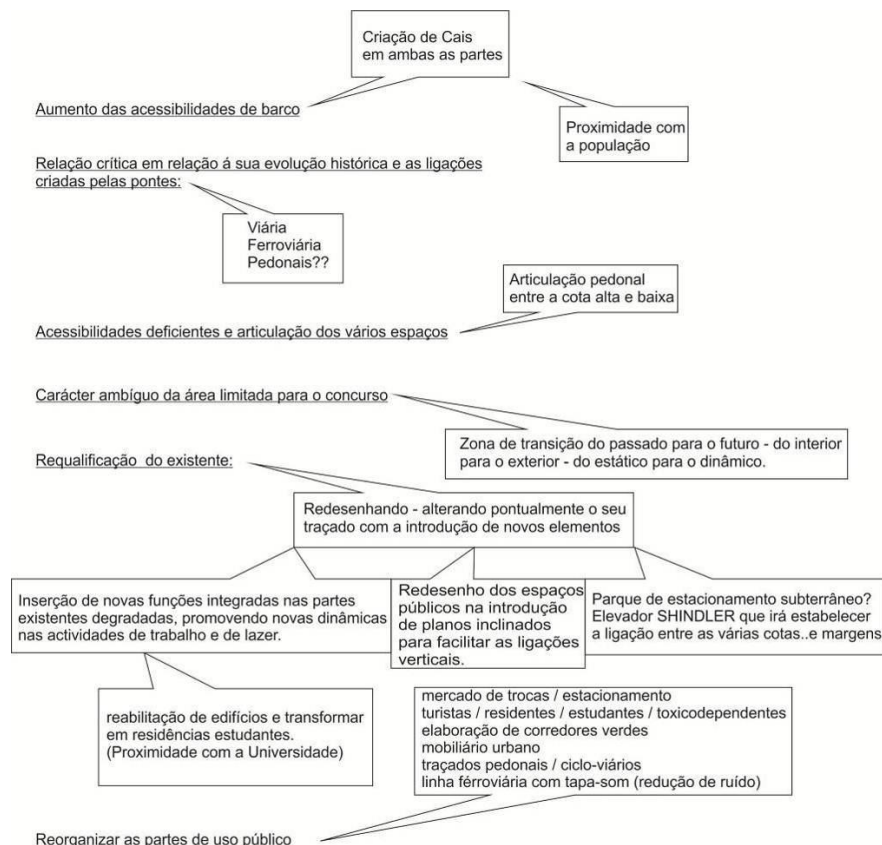 Criação de Cais
em ambas as partes
Aumento das acessibilidades de barco
Proximidade com
a população
Relação crítica em relação á sua evolução histórica e as ligações
criadas pelas pontes:
Viária
Ferroviária
Pedonais??
Articulação pedonal
entre a cota alta e baixa
Acessibilidades deficientes e articulação dos vários espaços
Carácter ambíguo da área limitada para o concurso
Zona de transição do passado para o futuro - do interior
para o exterior - do estático para o dinâmico.
Requalificação do existente:
Redesenhando - alterando pontualmente o seu
traçado com a introdução de novos elementos
Inserção de novas funções integradas nas partes
existentes degradadas, promovendo novas dinâmicas
nas actividades de trabalho e de lazer.
Redesenho dos espaços
públicos na introdução
de planos inclinados
para facilitar as ligações
verticais.
Parque de estacionamento subterrâneo?
Elevador SHINDLER que irá estabelecer
a ligação entre as várias cotas..e margens
reabilitação de edifícios e transformar
em residências estudantes.
(Proximidade com a Universidade)
mercado de trocas / estacionamento
turistas / residentes / estudantes / toxicodependentes
elaboração de corredores verdes
mobiliário urbano
traçados pedonais / ciclo-viários
linha férroviária com tapa-som (redução de ruído)
Reorganizar as partes de uso público